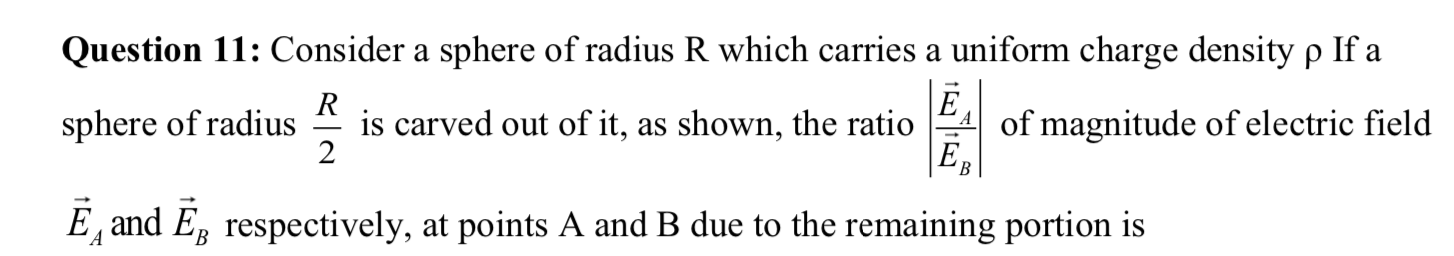 Question 11: Consider a sphere of radius R which carries a uniform charge density ρ If a
sphere of radius $\frac{R}{2}$ is carved out of it, as shown, the ratio $\left|\frac{\vec{E}_A}{\vec{E}_B}\right|$ of magnitude of electric field
$\vec{E}_A$ and $\vec{E}_B$ respectively, at points A and B due to the remaining portion is